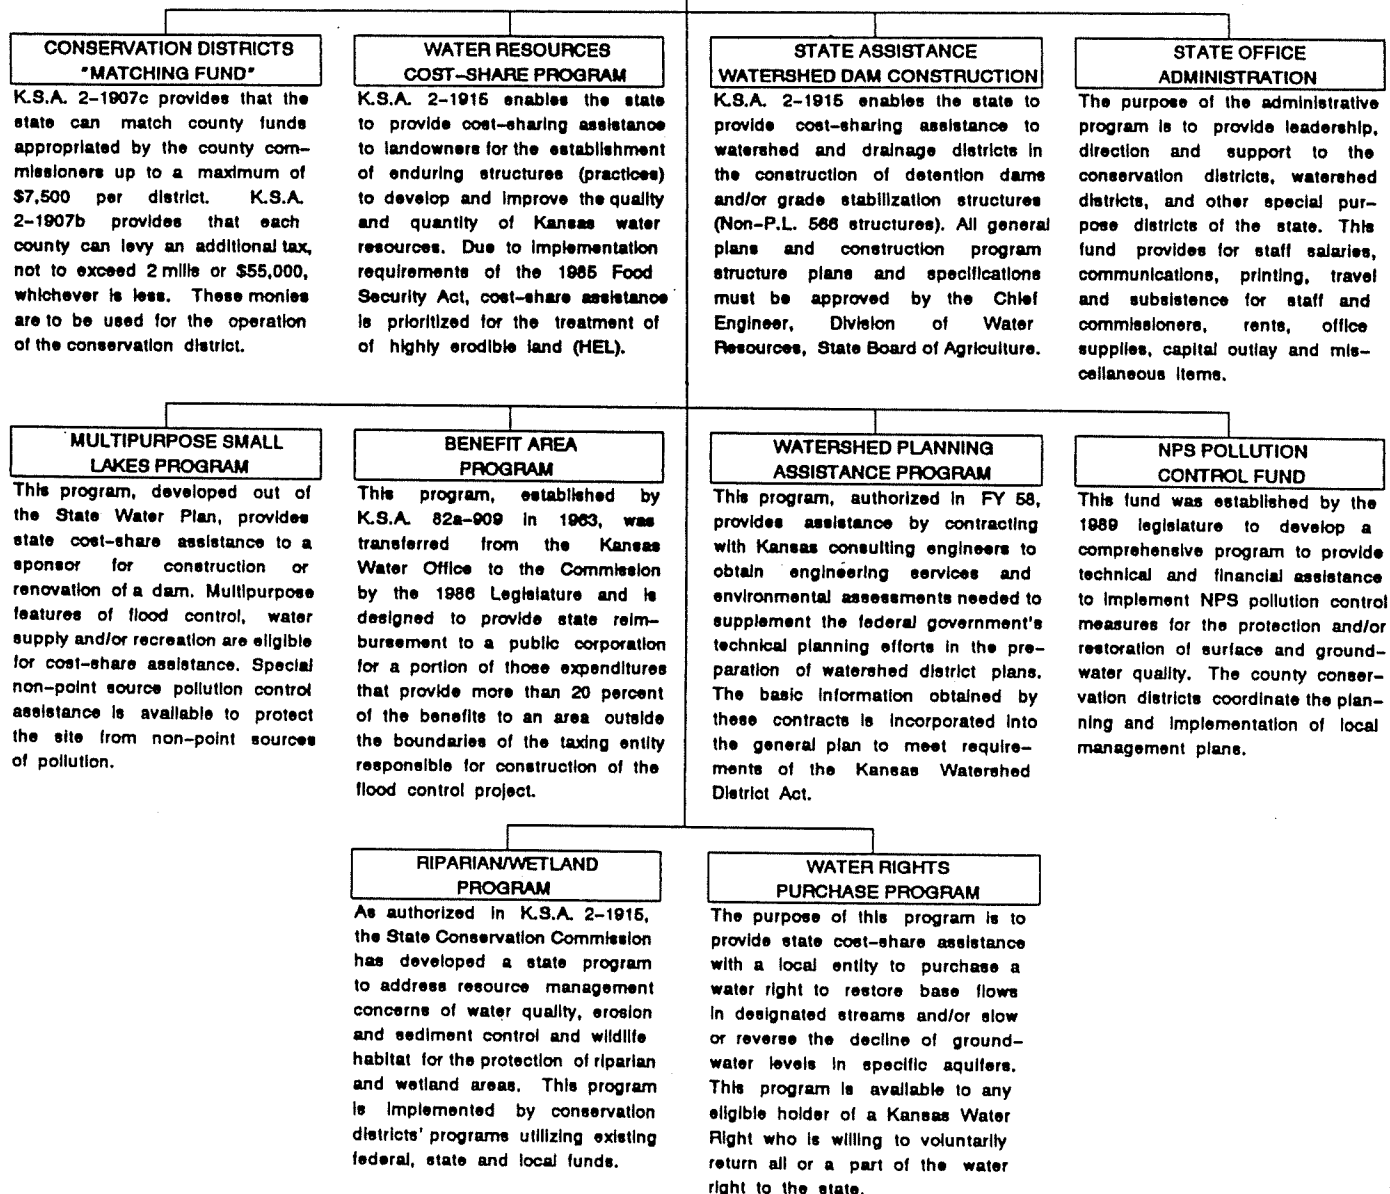 CONSERVATION DISTRICTS
"MATCHING FUND"
K.S.A. 2-1907c provides that the
state can match county funds
appropriated by the county com-
missioners up to a maximum of
$7,500 per district. K.S.A.
2-1907b provides that each
county can levy an additional tax,
not to exceed 2 mills or $55,000,
whichever is less. These monies
are to be used for the operation
of the conservation district.
WATER RESOURCES
COST-SHARE PROGRAM
K.S.A. 2-1915 enables the state
to provide cost-sharing assistance
to landowners for the establishment
of enduring structures (practices)
to develop and improve the quality
and quantity of Kansas water
resources. Due to implementation
requirements of the 1985 Food
Security Act, cost-share assistance
is prioritized for the treatment of
of highly erodible land (HEL).
STATE ASSISTANCE
WATERSHED DAM CONSTRUCTION
K.S.A. 2-1915 enables the state to
provide cost-sharing assistance to
watershed and drainage districts in
the construction of detention dams
and/or grade stabilization structures
(Non-P.L. 566 structures). All general
plans and construction program
structure plans and specifications
must be approved by the Chief
Engineer, Division of Water
Resources, State Board of Agriculture.
STATE OFFICE
ADMINISTRATION
The purpose of the administrative
program is to provide leadership,
direction and support to the
conservation districts, watershed
districts, and other special pur-
pose districts of the state. This
fund provides for staff salaries,
communications, printing, travel
and subsistence for staff and
commissioners, rents, office
supplies, capital outlay and mis-
cellaneous items.
MULTIPURPOSE SMALL
LAKES PROGRAM
This program, developed out of
the State Water Plan, provides
state cost-share assistance to a
sponsor for construction or
renovation of a dam. Multipurpose
features of flood control, water
supply and/or recreation are eligible
for cost-share assistance. Special
non-point source pollution control
assistance is available to protect
the site from non-point sources
of pollution.
BENEFIT AREA
PROGRAM
This program, established by
K.S.A. 82a-909 in 1963, was
transferred from the Kansas
Water Office to the Commission
by the 1986 Legislature and is
designed to provide state reim-
bursement to a public corporation
for a portion of those expenditures
that provide more than 20 percent
of the benefits to an area outside
the boundaries of the taxing entity
responsible for construction of the
flood control project.
WATERSHED PLANNING
ASSISTANCE PROGRAM
This program, authorized in FY 58,
provides assistance by contracting
with Kansas consulting engineers to
obtain engineering services and
environmental assessments needed to
supplement the federal government's
technical planning efforts in the pre-
paration of watershed district plans.
The basic information obtained by
these contracts is incorporated into
the general plan to meet require-
ments of the Kansas Watershed
District Act.
NPS POLLUTION
CONTROL FUND
This fund was established by the
1989 legislature to develop a
comprehensive program to provide
technical and financial assistance
to implement NPS pollution control
measures for the protection and/or
restoration of surface and ground-
water quality. The county conser-
vation districts coordinate the plan-
ning and implementation of local
management plans.
RIPARIAN/WETLAND
PROGRAM
As authorized in K.S.A. 2-1915,
the State Conservation Commission
has developed a state program
to address resource management
concerns of water quality, erosion
and sediment control and wildlife
habitat for the protection of riparian
and wetland areas. This program
is implemented by conservation
districts' programs utilizing existing
federal, state and local funds.
WATER RIGHTS
PURCHASE PROGRAM
The purpose of this program is to
provide state cost-share assistance
with a local entity to purchase a
water right to restore base flows
in designated streams and/or slow
or reverse the decline of ground-
water levels in specific aquifers.
This program is available to any
eligible holder of a Kansas Water
Right who is willing to voluntarily
return all or a part of the water
right to the state.